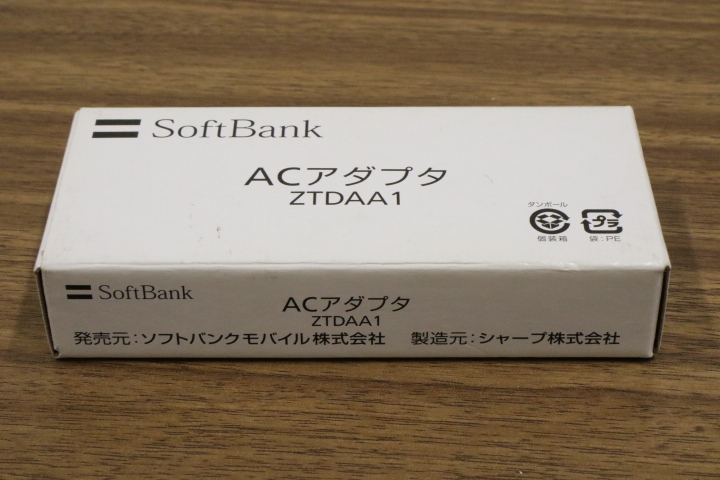 SoftBank
ACアダプタ
ZTDAA1
ダンボール
プラ
個装箱
袋:PE
SoftBank
ACアダプタ
ZTDAA1
発売元:ソフトバンクモバイル株式会社 製造元:シャープ株式会社